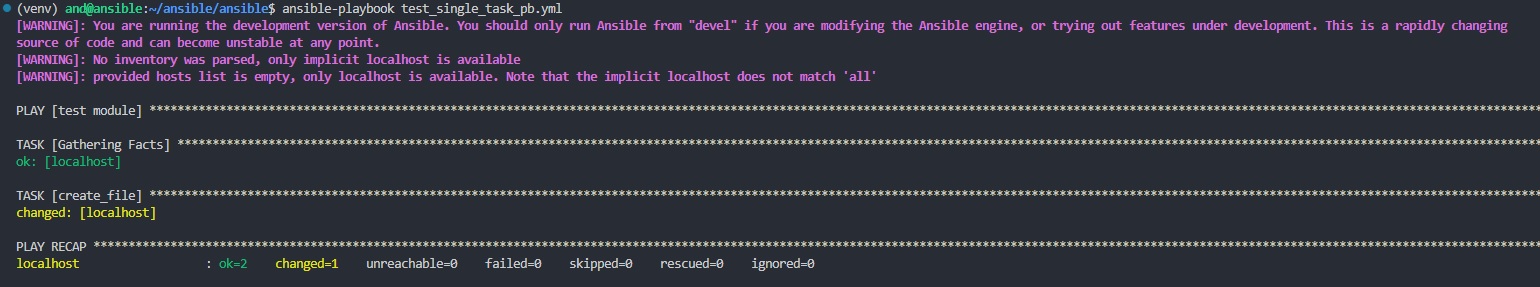 (venv) and@ansible:~/ansible/ansible$ ansible-playbook test_single_task_pb.yml
[WARNING]: You are running the development version of Ansible. You should only run Ansible from "devel" if you are modifying the Ansible engine, or trying out features under development. This is a rapidly changing
source of code and can become unstable at any point.
[WARNING]: No inventory was parsed, only implicit localhost is available
[WARNING]: provided hosts list is empty, only localhost is available. Note that the implicit localhost does not match 'all'
PLAY [test module] ****************************************************************************************************************************************************************************************************
TASK [Gathering Facts] ************************************************************************************************************************************************************************************************
ok: [localhost]
TASK [create_file] ****************************************************************************************************************************************************************************************************
changed: [localhost]
PLAY RECAP ************************************************************************************************************************************************************************************************************
localhost                  : ok=2    changed=1    unreachable=0    failed=0    skipped=0    rescued=0    ignored=0